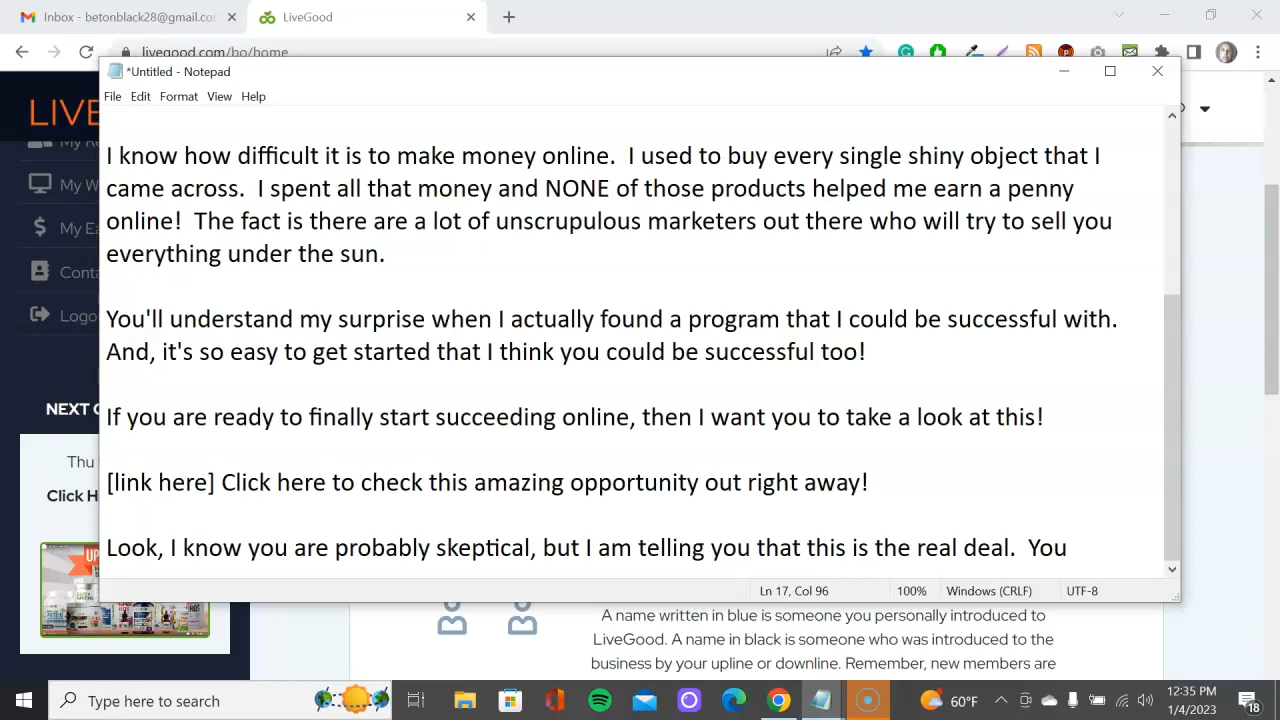 Inbox - betonblack28@gmail.co
LiveGood
livegood.com/bo/home
*Untitled - Notepad
File Edit Format View Help
LIVE
My
My W
My Ea
Conta
Logo
I know how difficult it is to make money online.  I used to buy every single shiny object that I
came across.  I spent all that money and NONE of those products helped me earn a penny
online!  The fact is there are a lot of unscrupulous marketers out there who will try to sell you
everything under the sun.
You'll understand my surprise when I actually found a program that I could be successful with.
And, it's so easy to get started that I think you could be successful too!
If you are ready to finally start succeeding online, then I want you to take a look at this!
[link here] Click here to check this amazing opportunity out right away!
Look, I know you are probably skeptical, but I am telling you that this is the real deal.  You
NEXT
Thu
Click H
Ln 17, Col 96
100%
Windows (CRLF)
UTF-8
A name written in blue is someone you personally introduced to
LiveGood. A name in black is someone who was introduced to the
business by your upline or downline. Remember, new members are
Type here to search
60°F
12:35 PM
1/4/2023
18